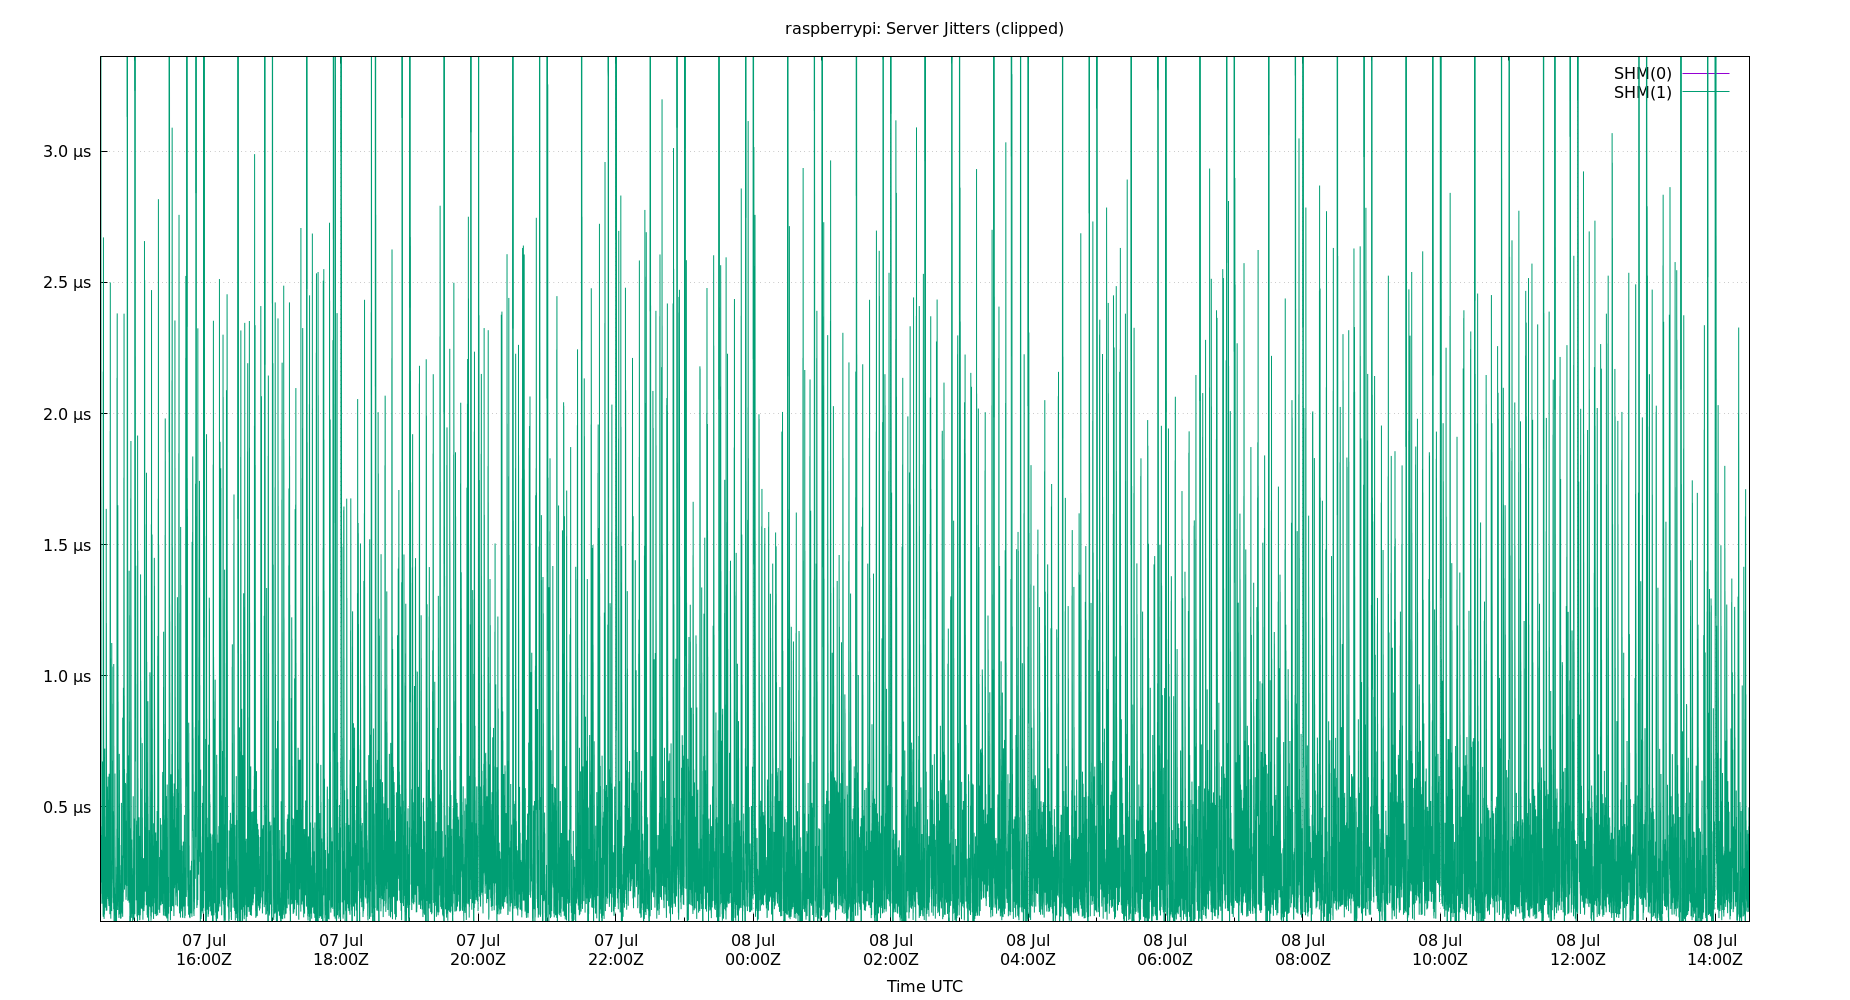 raspberrypi: Server Jitters (clipped)
SHM(0)
SHM(1)
3.0 µs
2.5 µs
2.0 µs
1.5 µs
1.0 µs
0.5 µs
07 Jul 07 Jul 07 Jul 07 Jul 08 Jul 08 Jul 08 Jul 08 Jul 08 Jul 08 Jul 08 Jul 08 Jul
16:00Z 18:00Z 20:00Z 22:00Z 00:00Z 02:00Z 04:00Z 06:00Z 08:00Z 10:00Z 12:00Z 14:00Z
Time UTC